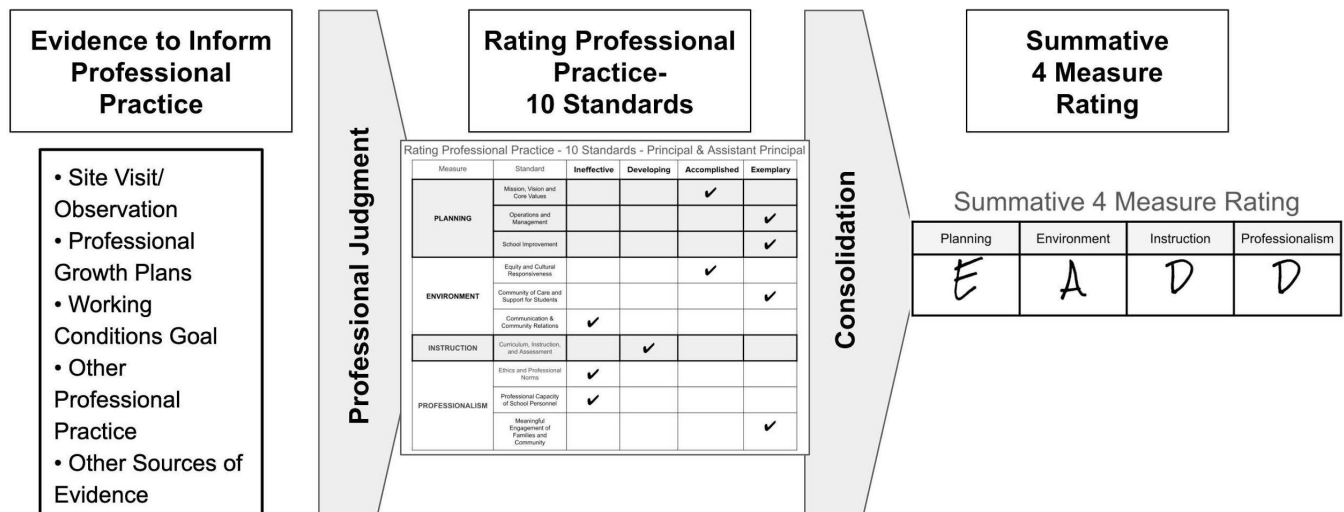 Evidence to Inform
Professional
Practice
• Site Visit/
Observation
• Professional
Growth Plans
• Working
Conditions Goal
• Other
Professional
Practice
• Other Sources of
Evidence
Professional Judgment
Rating Professional
Practice-
10 Standards
Rating Professional Practice - 10 Standards - Principal & Assistant Principal
Measure Standard Ineffective Developing Accomplished Exemplary
PLANNING
Mission, Vision and
Core Values ✔
Operations and
Management ✔
School Improvement ✔
ENVIRONMENT
Equity and Cultural
Responsiveness ✔
Community of Care and
Support for Students ✔
Communication &
Community Relations ✔
INSTRUCTION
Curriculum, Instruction,
and Assessment ✔
PROFESSIONALISM
Ethics and Professional
Norms ✔
Professional Capacity
of School Personnel ✔
Meaningful
Engagement of
Families and
Community ✔
Consolidation
Summative
4 Measure
Rating
Summative 4 Measure Rating
Planning Environment Instruction Professionalism
E A D D